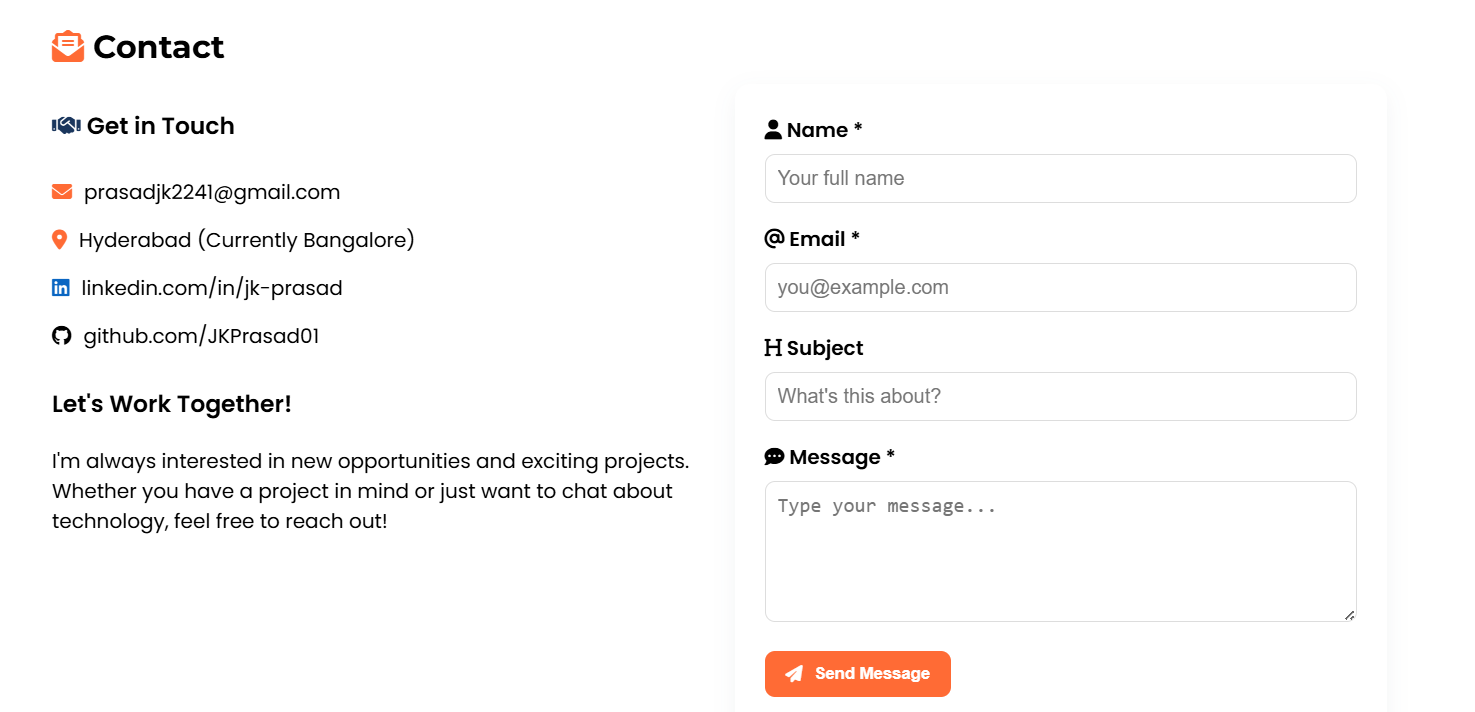 Contact
Get in Touch
prasadjk2241@gmail.com
Hyderabad (Currently Bangalore)
linkedin.com/in/jk-prasad
github.com/JKPrasad01
Let's Work Together!
I'm always interested in new opportunities and exciting projects.
Whether you have a project in mind or just want to chat about
technology, feel free to reach out!
Name *
Your full name
Email *
you@example.com
Subject
What's this about?
Message *
Type your message...
Send Message